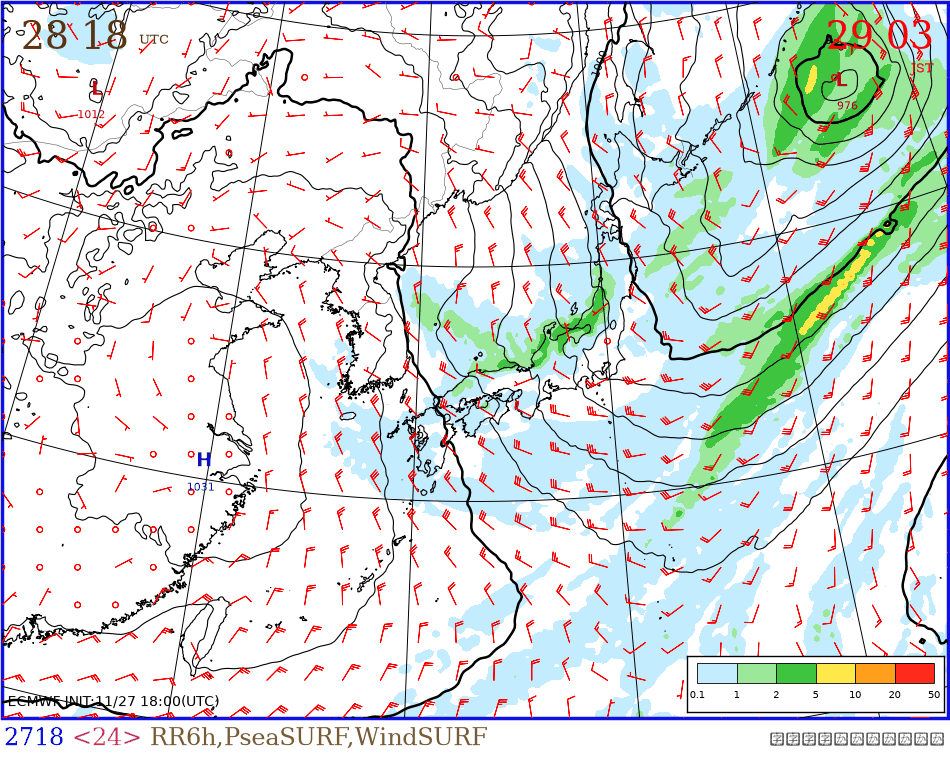 28 18 UTC
29 03
JST
L
1012
L
976
1000
H
1031
ECMWF INIT:11/27 18:00(UTC)
0.1 1 2 5 10 20 50
2718 <24> RR6h,PseaSURF,WindSURF